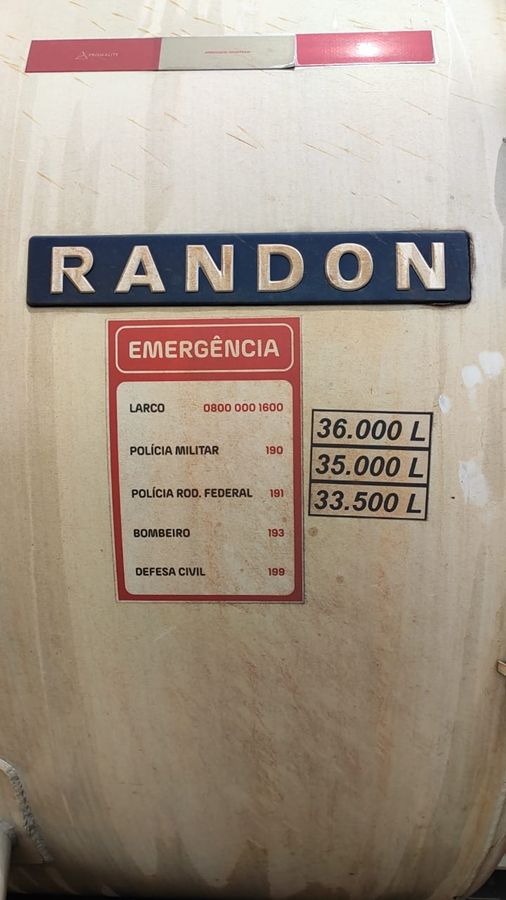 PRISMALITE
RANDON
EMERGÊNCIA
LARCO 0800 000 1600
POLÍCIA MILITAR 190
POLÍCIA ROD. FEDERAL 191
BOMBEIRO 193
DEFESA CIVIL 199
36.000 L
35.000 L
33.500 L